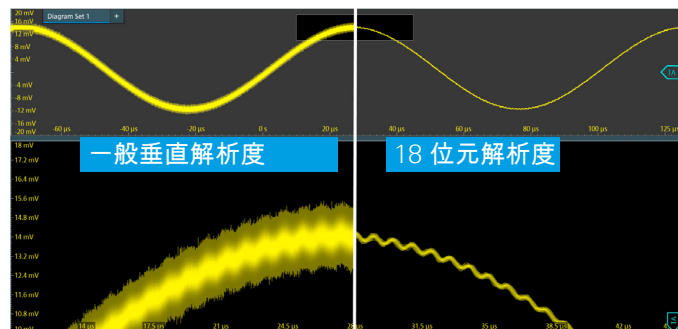 20 mV
16 mV
Diagram Set 1 +
8 mV
4 mV
-4 mV
-8 mV
-12 mV
-16 mV
-20 mV
-60 µs -40 µs -20 µs 0 s 20 µs 40 µs 60 µs 80 µs 100 µs 125 µs
1A
18 mV
17.2 mV
一般垂直解析度
18 位元解析度
16.4 mV
15.6 mV
14.8 mV
14 mV
13.2 mV
12.4 mV
11.6 mV
10.8 mV
14 µs 17.5 µs 21 µs 24.5 µs 28 31.5 µs 35 µs 38.5 µs 42 µs
1A